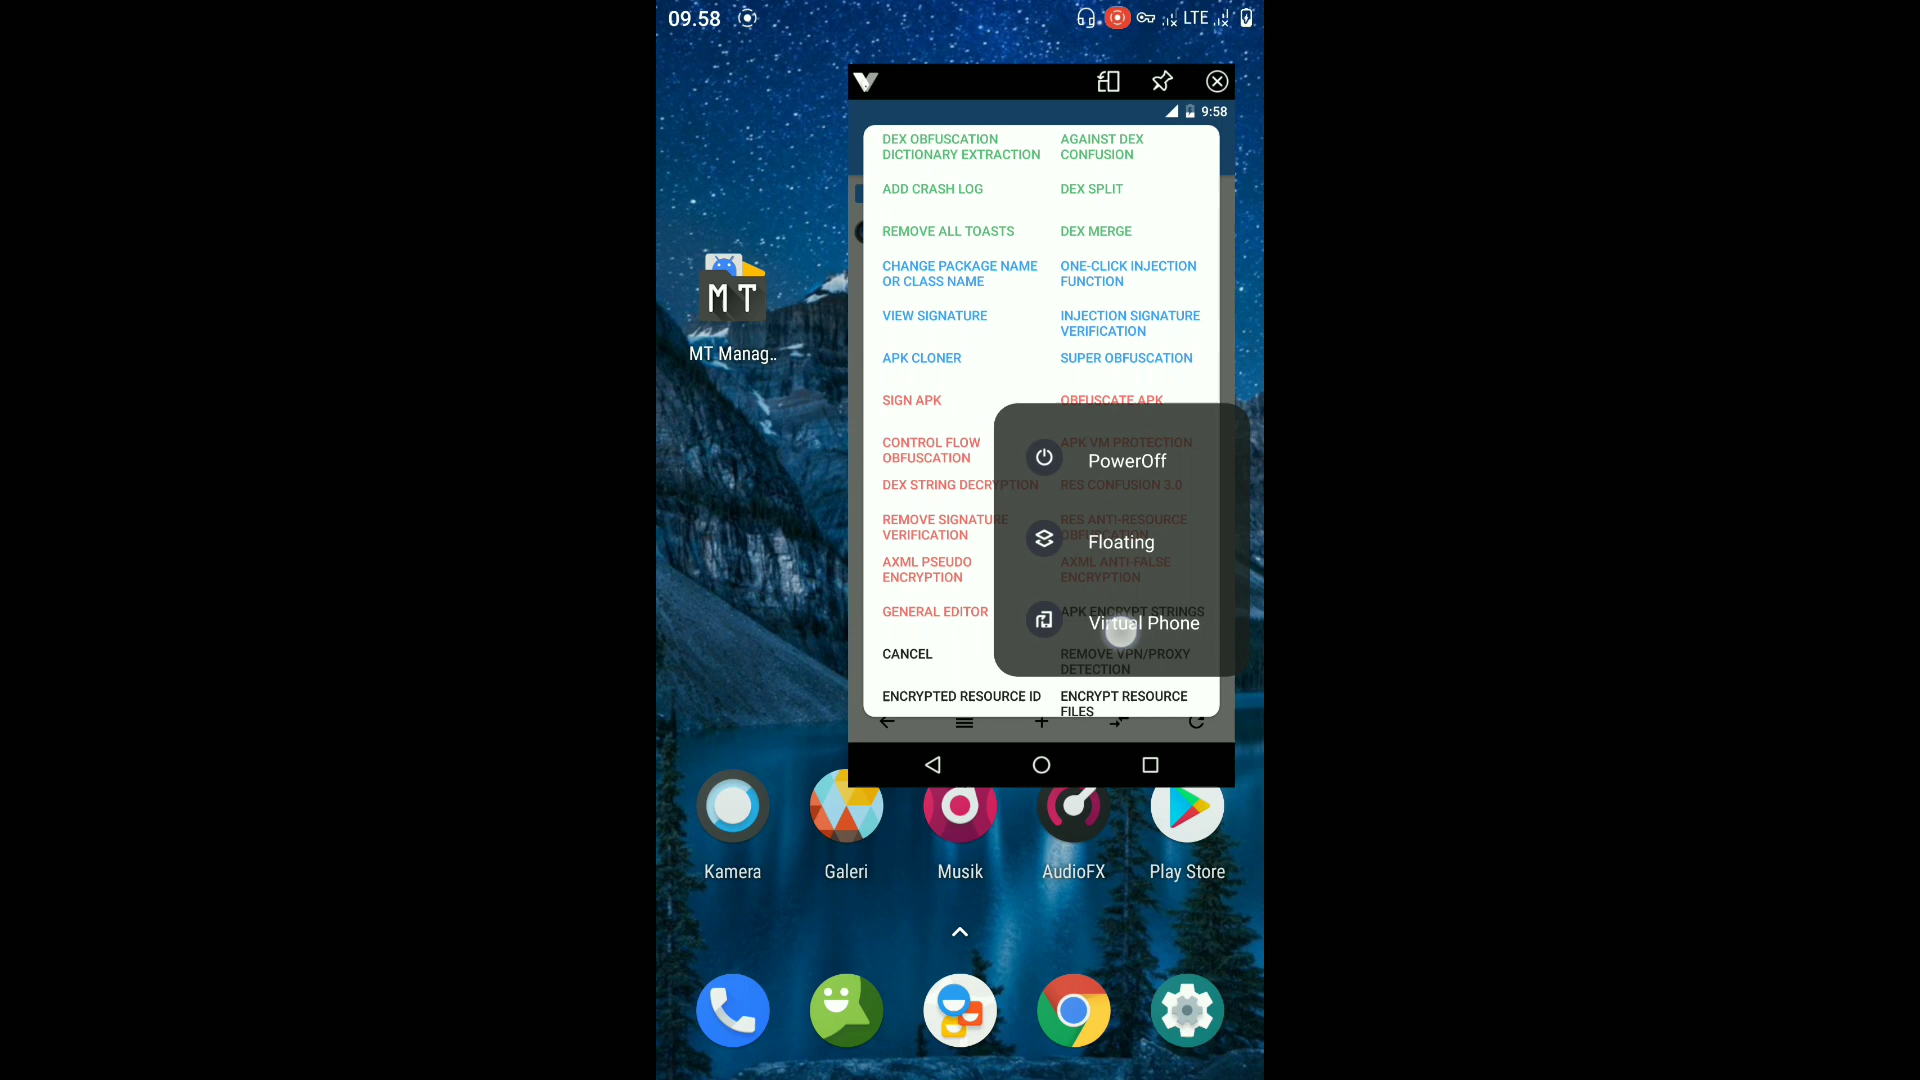 09.58
LTE
9:58
DEX OBFUSCATION
DICTIONARY EXTRACTION
AGAINST DEX
CONFUSION
ADD CRASH LOG
DEX SPLIT
REMOVE ALL TOASTS
DEX MERGE
CHANGE PACKAGE NAME
OR CLASS NAME
ONE-CLICK INJECTION
FUNCTION
VIEW SIGNATURE
INJECTION SIGNATURE
VERIFICATION
APK CLONER
SUPER OBFUSCATION
SIGN APK
OBFUSCATE APK
CONTROL FLOW
OBFUSCATION
APK VM PROTECTION
PowerOff
DEX STRING DECRYPTION
RES CONFUSION 3.0
REMOVE SIGNATURE
VERIFICATION
RES ANTI-RESOURCE
OBFUSCATION
Floating
AXML PSEUDO
ENCRYPTION
AXML ANTI-FALSE
ENCRYPTION
GENERAL EDITOR
APK ENCRYPT STRINGS
Virtual Phone
CANCEL
REMOVE VPN/PROXY
DETECTION
ENCRYPTED RESOURCE ID
ENCRYPT RESOURCE
FILES
MT
MT Manag..
Kamera
Galeri
Musik
AudioFX
Play Store